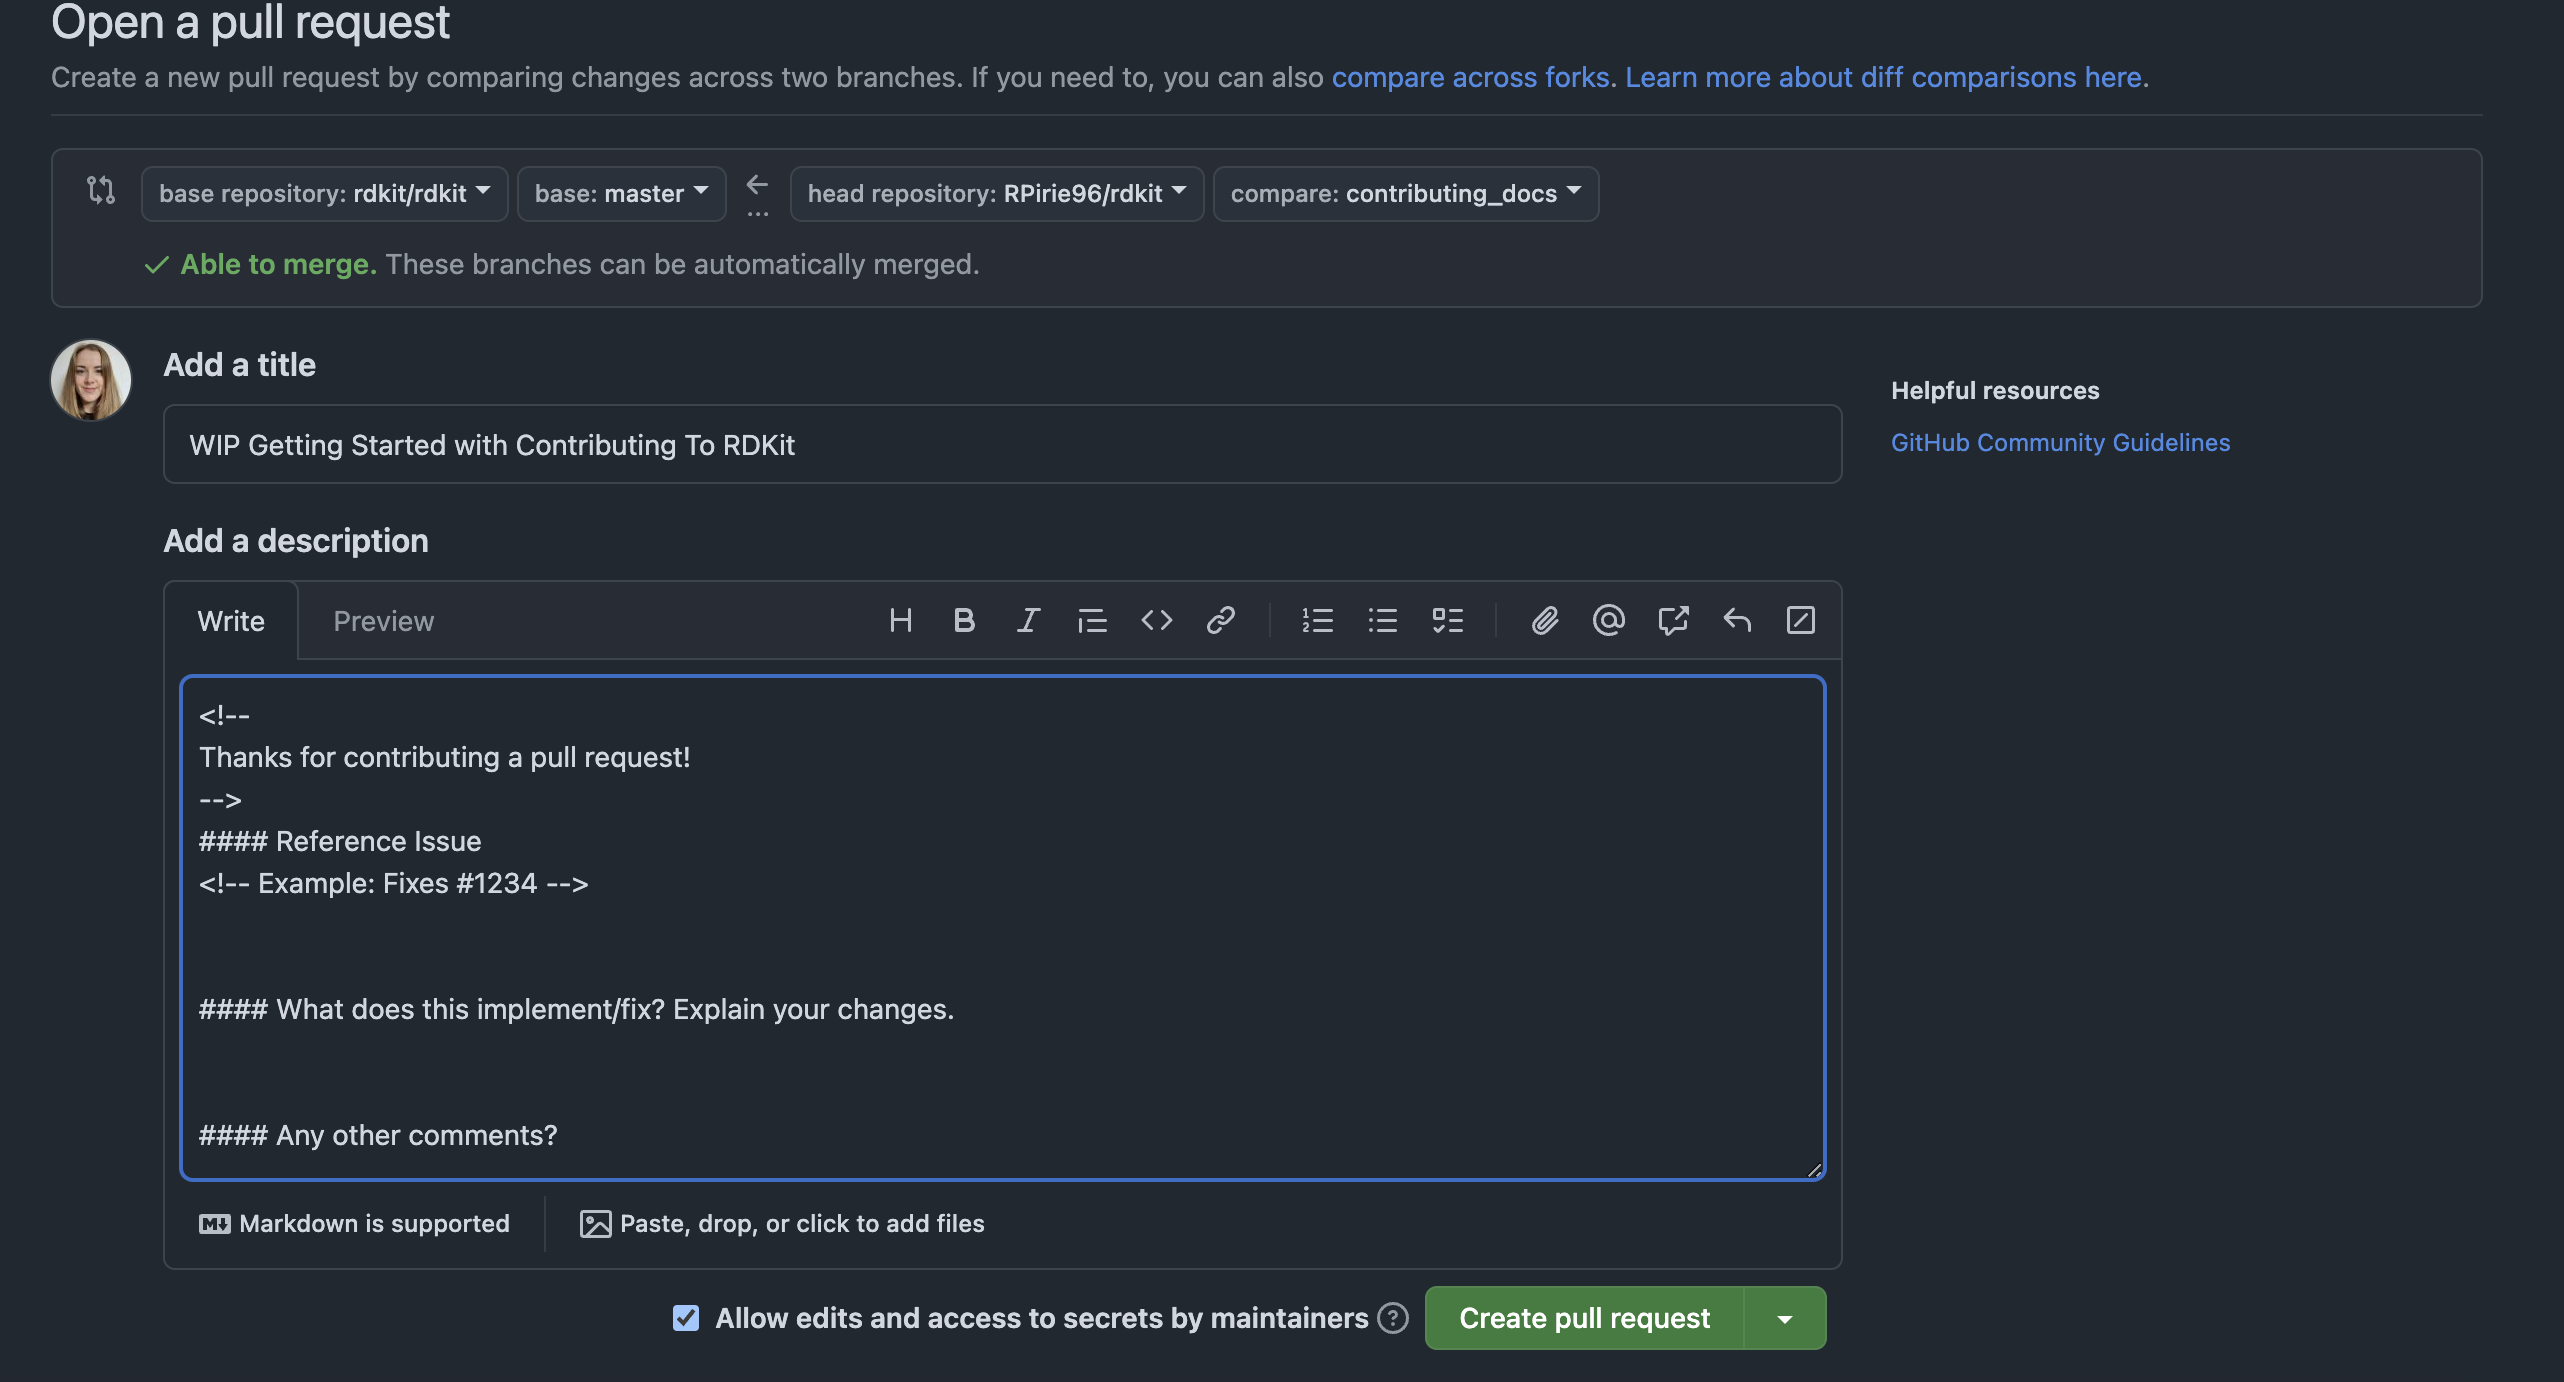 Open a pull request
Create a new pull request by comparing changes across two branches. If you need to, you can also compare across forks. Learn more about diff comparisons here.
base repository: rdkit/rdkit base: master ... head repository: RPirie96/rdkit compare: contributing_docs
Able to merge. These branches can be automatically merged.
Add a title
Helpful resources
WIP Getting Started with Contributing To RDKit
GitHub Community Guidelines
Add a description
Write Preview
<!--
Thanks for contributing a pull request!
-->
#### Reference Issue
<!-- Example: Fixes #1234 -->
#### What does this implement/fix? Explain your changes.
#### Any other comments?
Markdown is supported Paste, drop, or click to add files
Allow edits and access to secrets by maintainers Create pull request